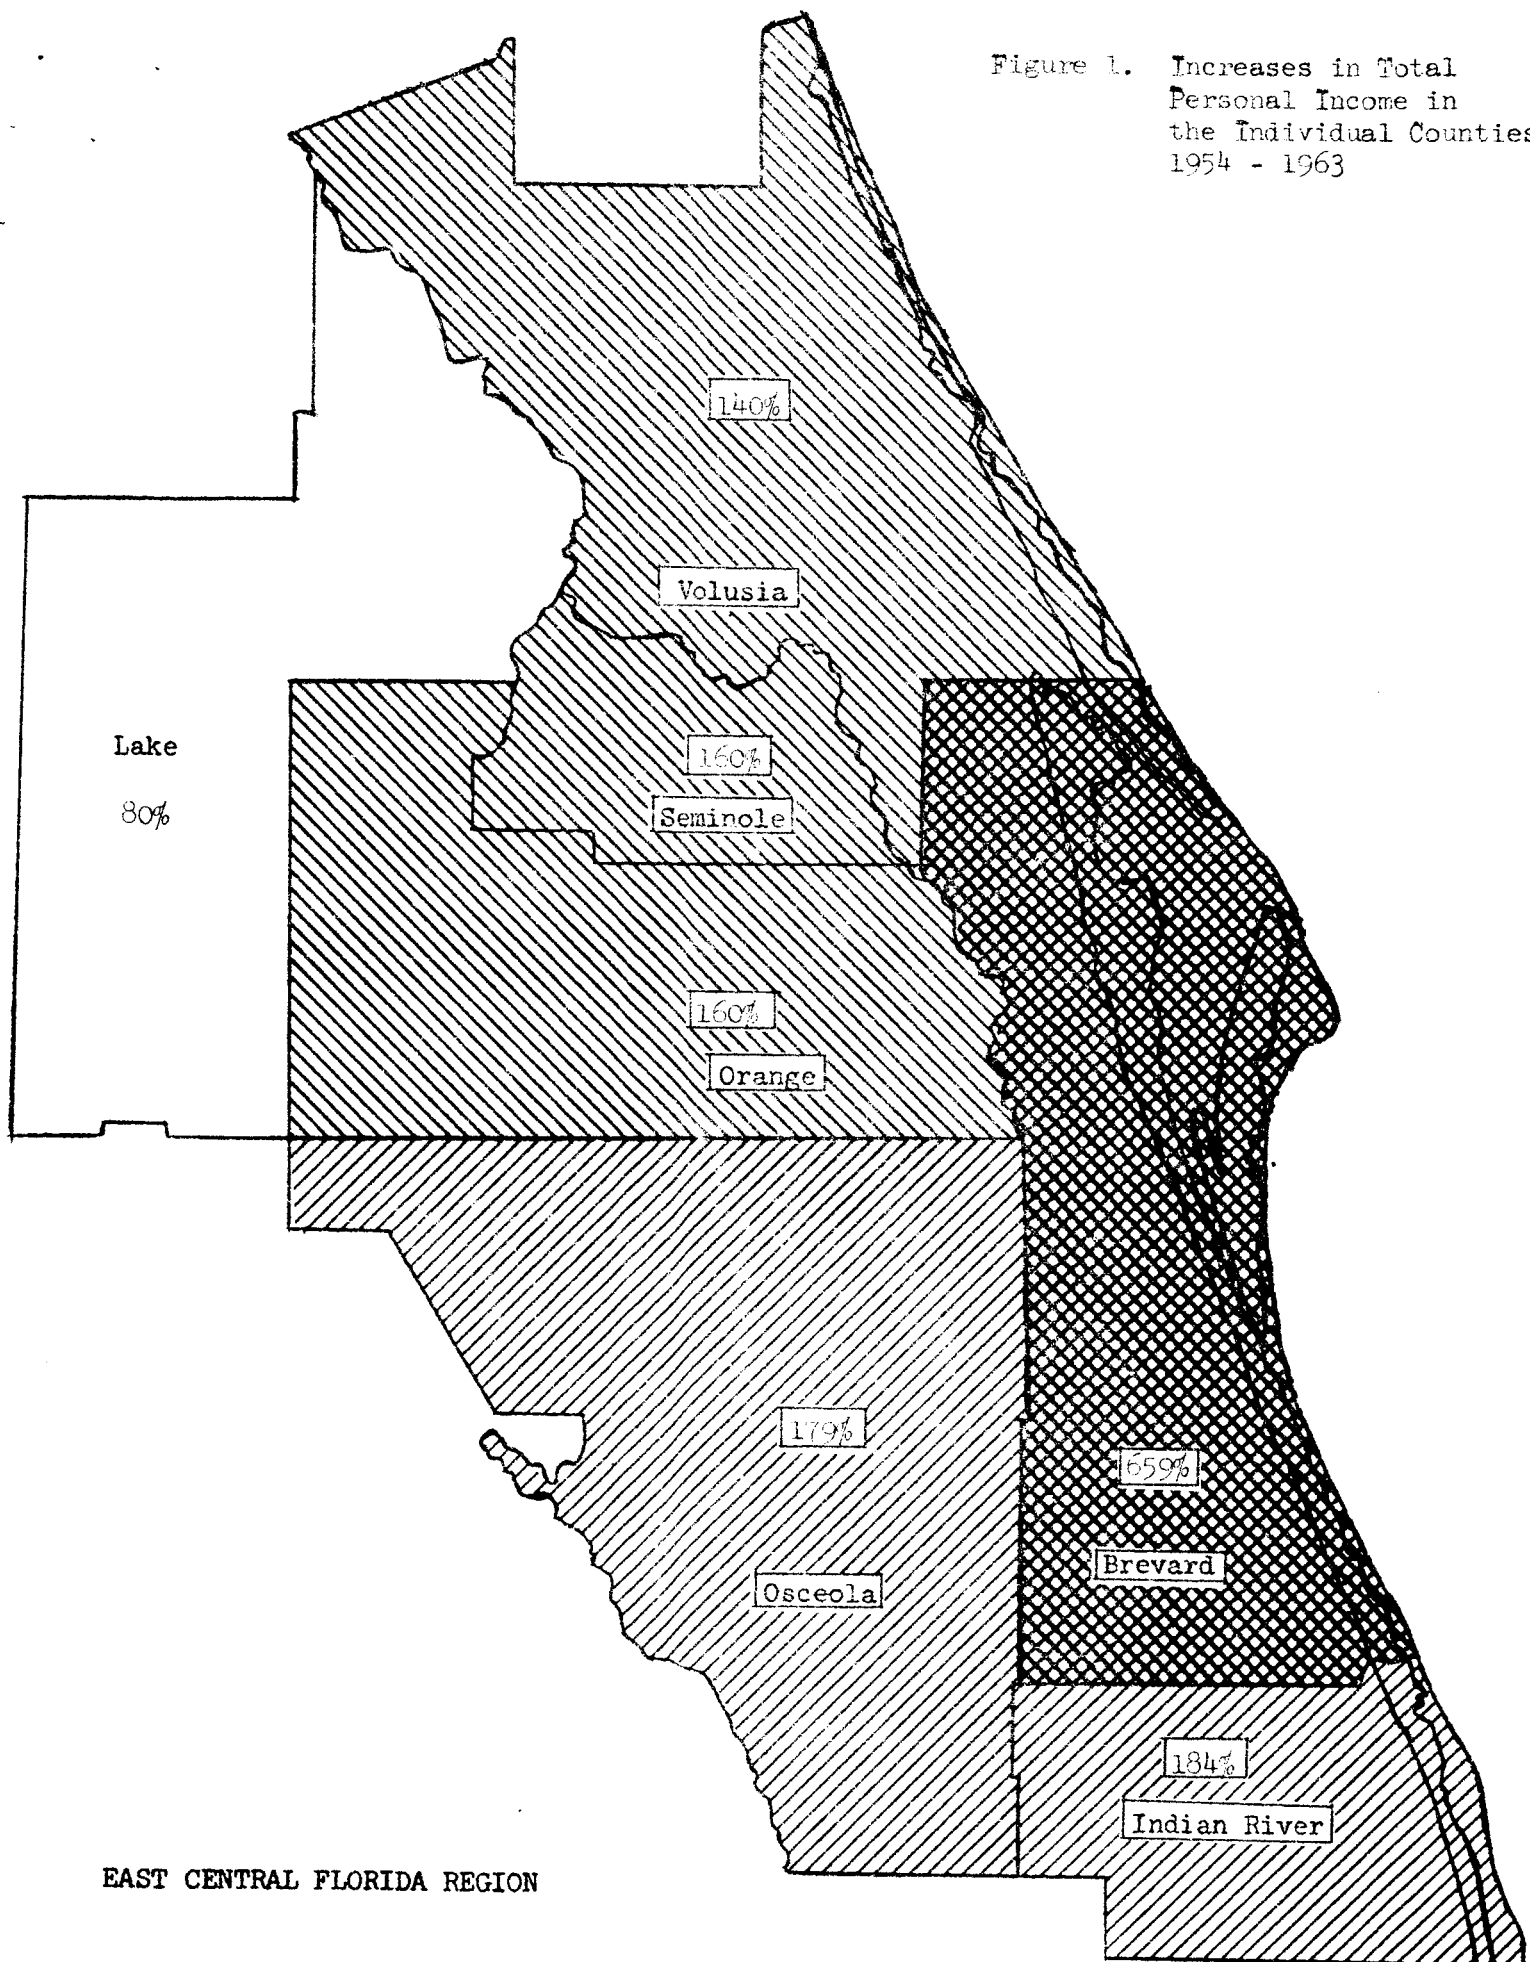 Figure 1. Increases in Total
Personal Income in
the Individual Counties
1954 - 1963
140%
Volusia
Lake
80%
160%
Seminole
160%
Orange
179%
Osceola
659%
Brevard
184%
Indian River
EAST CENTRAL FLORIDA REGION